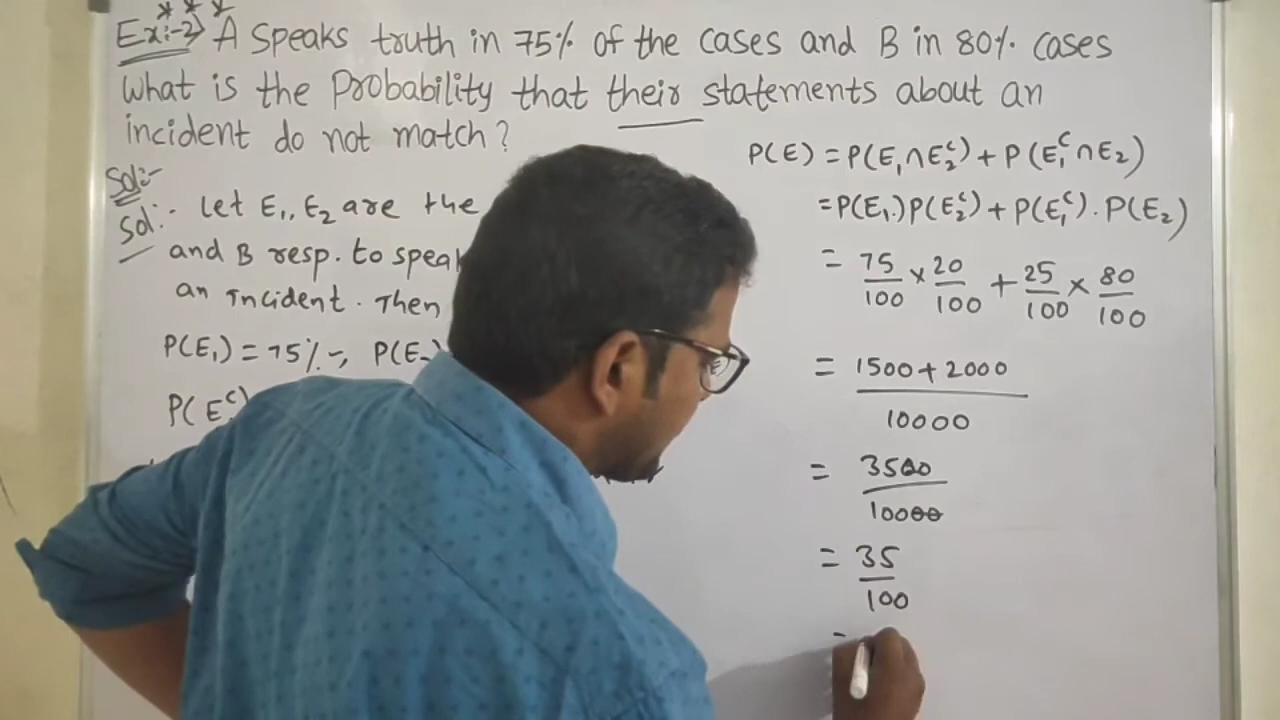 Ex:-2) A speaks truth in 75% of the cases and B in 80% cases
What is the probability that their statements about an
incident do not match?
Sol:-
Sol:- Let E₁, E₂ are the
and B resp. to speak
an incident. Then
P(E₁) = 75%, P(E₂)
P(E₁ᶜ)
P(E) = P(E₁∩E₂ᶜ) + P(E₁ᶜ∩E₂)
= P(E₁.)P(E₂ᶜ) + P(E₁ᶜ).P(E₂)
= 75/100 × 20/100 + 25/100 × 80/100
= 1500 + 2000
10000
= 3500
10000
= 35
100
=